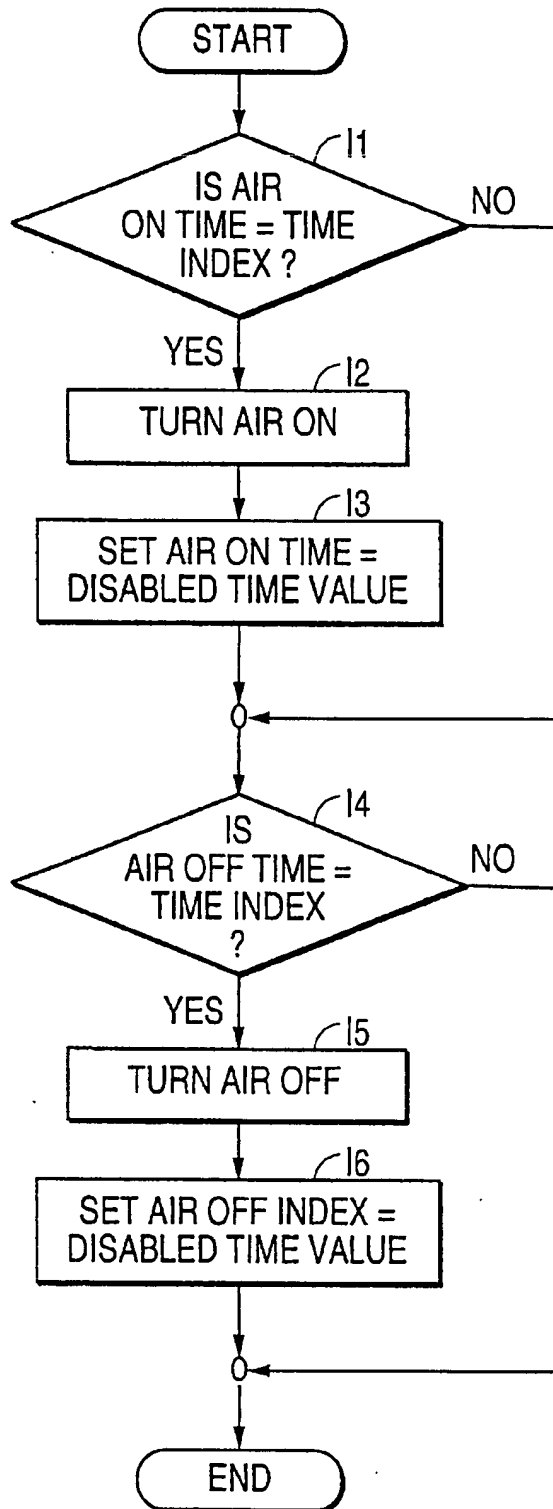 START
I1
IS AIR
ON TIME = TIME
INDEX ?
NO
YES
I2
TURN AIR ON
I3
SET AIR ON TIME =
DISABLED TIME VALUE
I4
IS
AIR OFF TIME =
TIME INDEX
?
NO
YES
I5
TURN AIR OFF
I6
SET AIR OFF INDEX =
DISABLED TIME VALUE
END